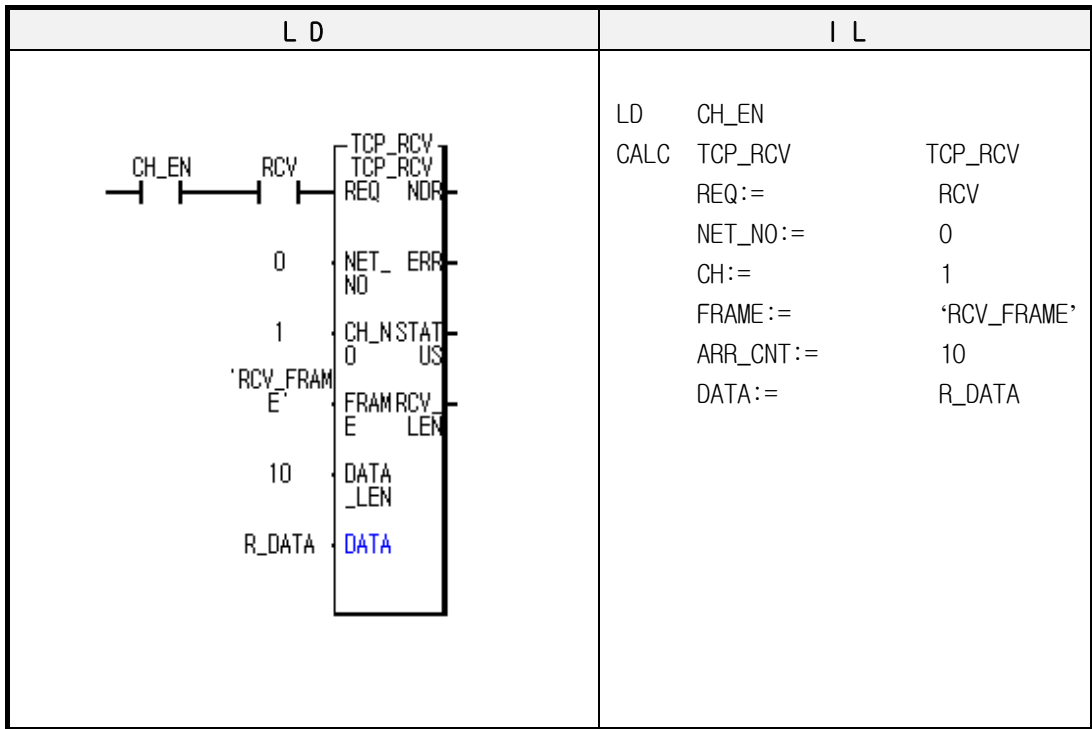 L D
I L
CH_EN
RCV
TCP_RCV
TCP_RCV
REQ NDR
0
NET_ ERR
NO
1
CH_N STAT
O US
'RCV_FRAM
E'
FRAM RCV_
E LEN
10
DATA
_LEN
R_DATA
DATA
LD CH_EN
CALC TCP_RCV TCP_RCV
REQ:= RCV
NET_NO:= 0
CH:= 1
FRAME:= ‘RCV_FRAME’
ARR_CNT:= 10
DATA:= R_DATA